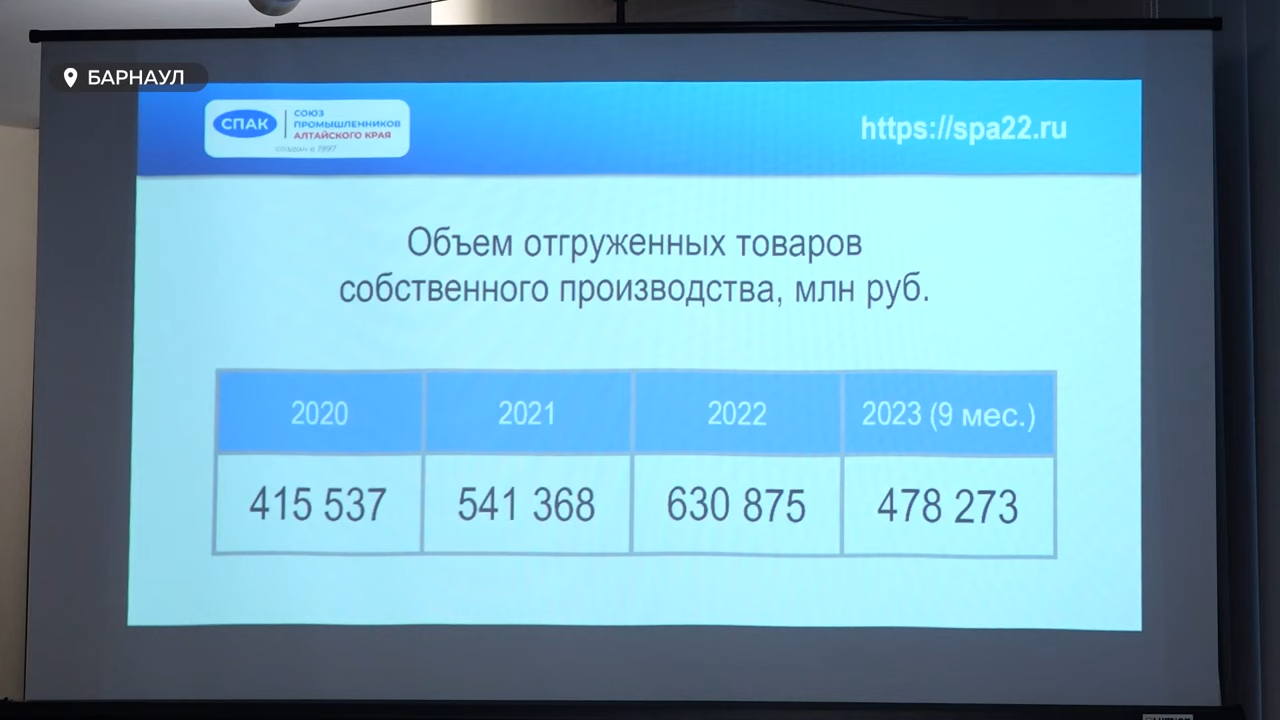 БАРНАУЛ
СПАК
СОЮЗ
ПРОМЫШЛЕННИКОВ
АЛТАЙСКОГО КРАЯ
создан в 1997
https://spa22.ru
Объем отгруженных товаров
собственного производства, млн руб.
2020 2021 2022 2023 (9 мес.)
415 537 541 368 630 875 478 273